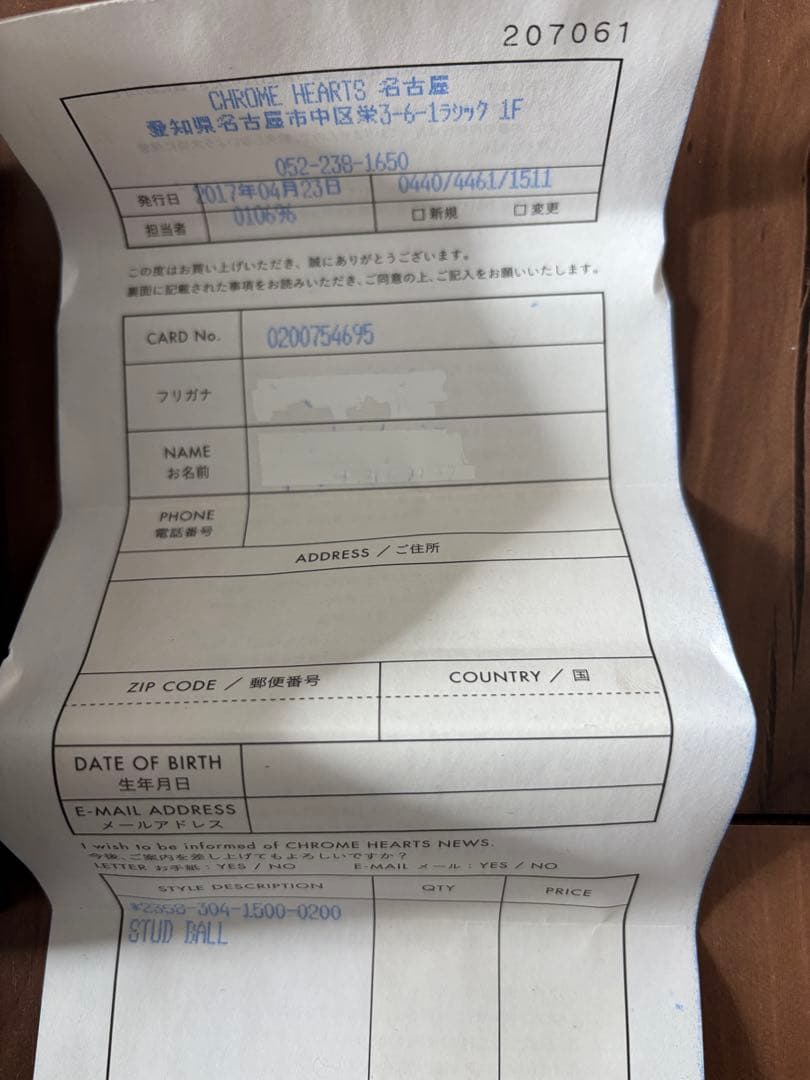 207061
CHROME HEARTS 名古屋
愛知県名古屋市中区栄3-6-1ラシック 1F
052-238-1650
発行日 2017年04月23日 0440/4461/1511
担当者 010696 □ 新規 □ 変更
この度はお買い上げいただき、誠にありがとうございます。
裏面に記載された事項をお読みいただき、ご同意の上、ご記入をお願いいたします。
CARD No. 0200754695
フリガナ
NAME
お名前
PHONE
電話番号
ADDRESS / ご住所
ZIP CODE / 郵便番号 COUNTRY / 国
DATE OF BIRTH
生年月日
E-MAIL ADDRESS
メールアドレス
I wish to be informed of CHROME HEARTS NEWS.
今後、ご案内を差し上げてもよろしいですか？
LETTER お手紙 : YES / NO E-MAIL メール : YES / NO
STYLE DESCRIPTION QTY PRICE
*2358-304-1500-0200
STUD BALL